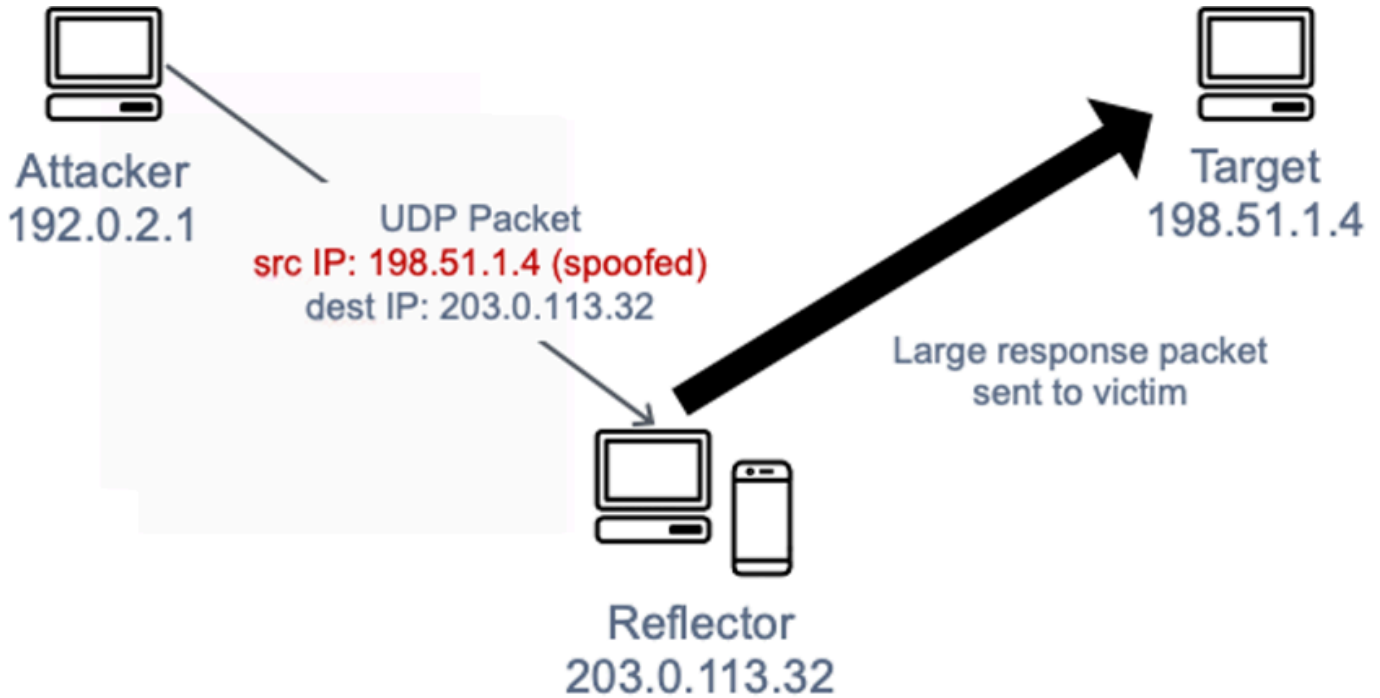 Attacker
192.0.2.1
UDP Packet
src IP: 198.51.1.4 (spoofed)
dest IP: 203.0.113.32
Target
198.51.1.4
Large response packet
sent to victim
Reflector
203.0.113.32